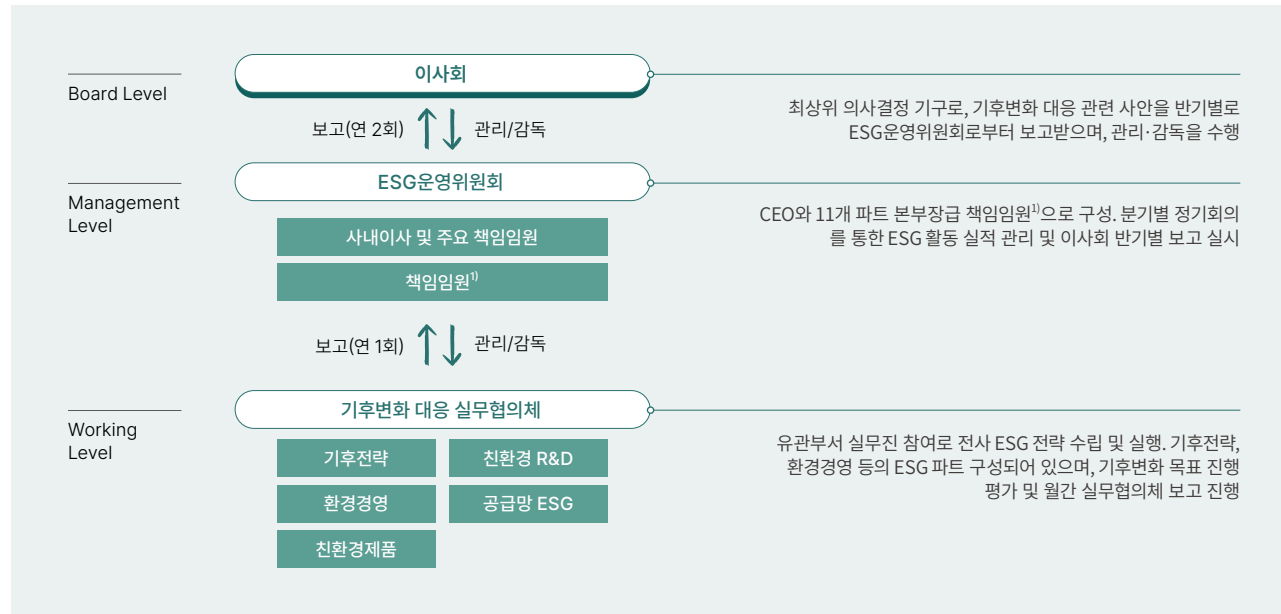 Board Level
이사회
최상위 의사결정 기구로, 기후변화 대응 관련 사안을 반기별로
ESG운영위원회로부터 보고받으며, 관리·감독을 수행
보고(연 2회)
관리/감독
Management
Level
ESG운영위원회
사내이사 및 주요 책임임원
책임임원1)
CEO와 11개 파트 본부장급 책임임원1)으로 구성. 분기별 정기회의
를 통한 ESG 활동 실적 관리 및 이사회 반기별 보고 실시
보고(연 1회)
관리/감독
Working
Level
기후변화 대응 실무협의체
기후전략
친환경 R&D
환경경영
공급망 ESG
친환경제품
유관부서 실무진 참여로 전사 ESG 전략 수립 및 실행. 기후전략,
환경경영 등의 ESG 파트 구성되어 있으며, 기후변화 목표 진행
평가 및 월간 실무협의체 보고 진행